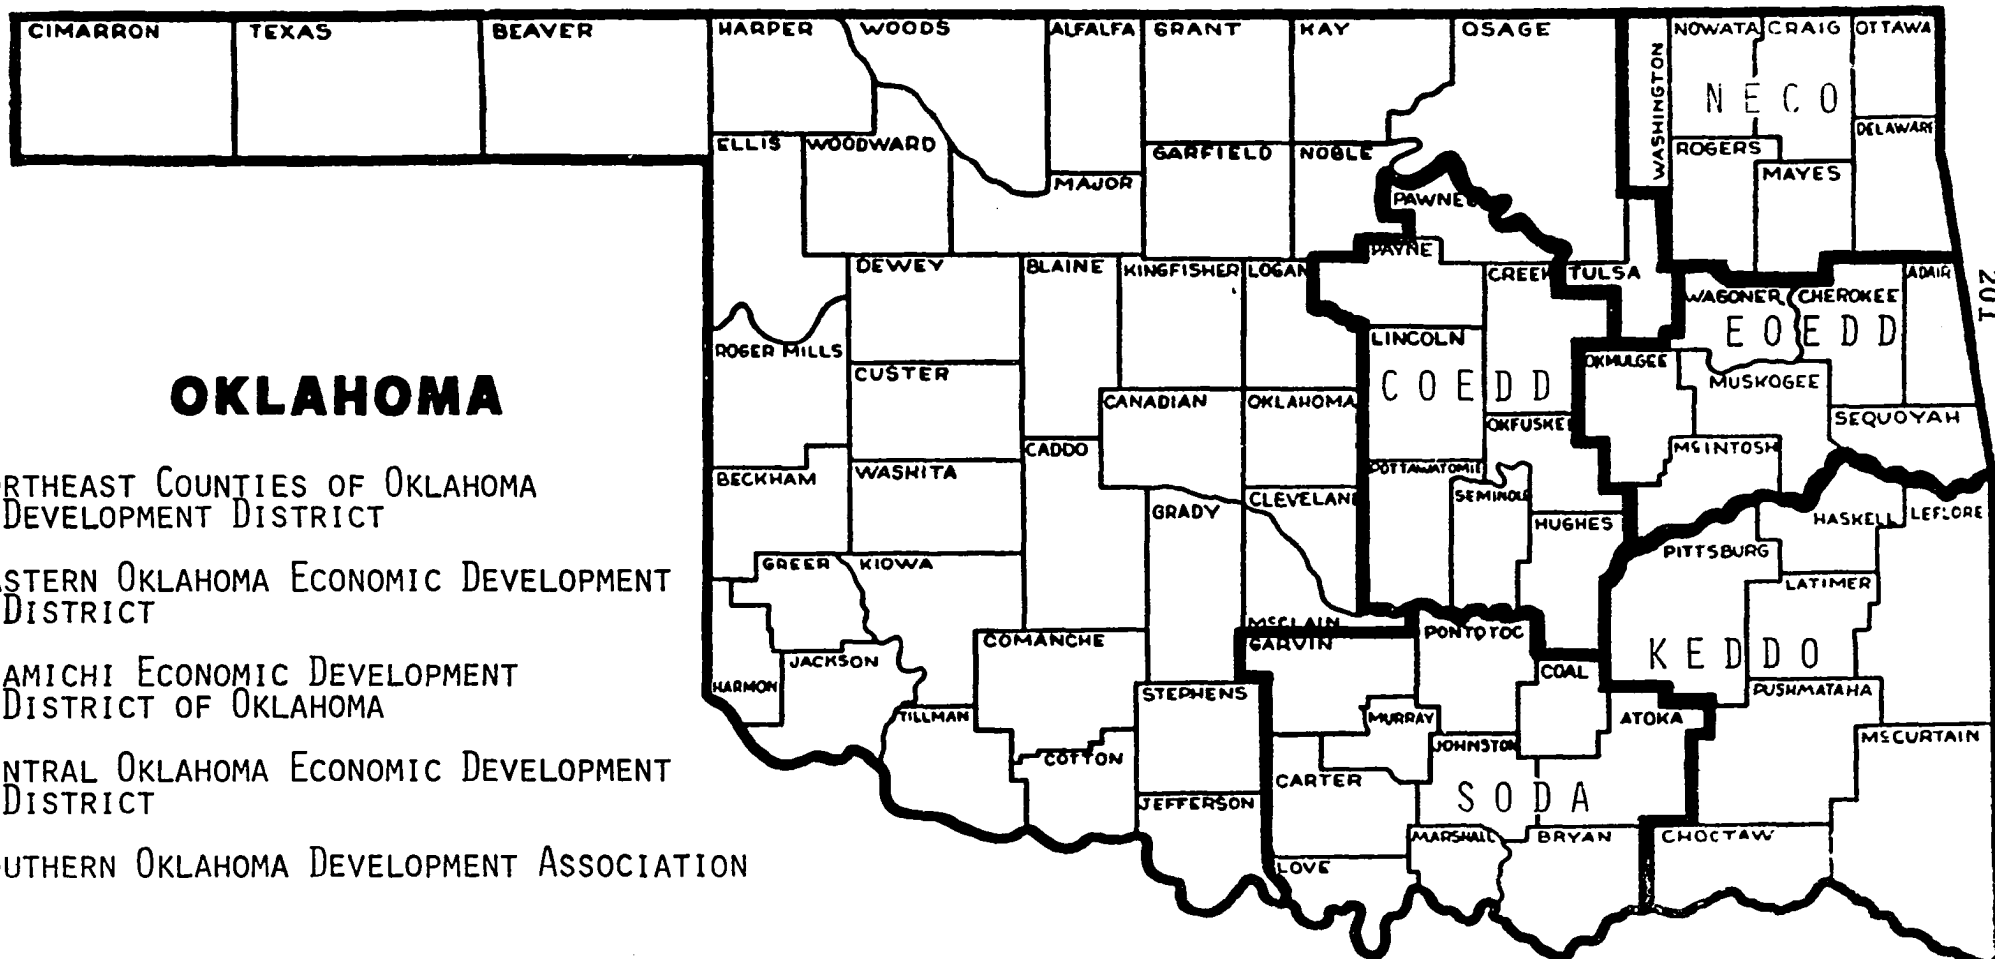 CIMARRON TEXAS BEAVER HARPER WOODS ALFALFA GRANT KAY OSAGE WASHINGTON NOWATA CRAIG OTTAWA
NECO
DELAWARE
ELLIS WOODWARD GARFIELD NOBLE ROGERS
MAJOR MAYES
PAWNEE
PAYNE
DEWEY BLAINE KINGFISHER LOGAN CREEK TULSA ADAIR
WAGONER CHEROKEE
201
EOEDD
ROGER MILLS LINCOLN OKMULGEE
CUSTER MUSKOGEE
COEDD
OKLAHOMA
CANADIAN OKLAHOMA OKFUSKEE SEQUOYAH
CADDO MCINTOSH
BECKHAM WASHITA POTTAWATOMIE
RTHEAST COUNTIES OF OKLAHOMA
DEVELOPMENT DISTRICT
GRADY CLEVELAND SEMINOLE HUGHES HASKELL LEFLORE
PITTSBURG
GREER KIOWA LATIMER
ASTERN OKLAHOMA ECONOMIC DEVELOPMENT
DISTRICT
MCCLAIN
COMANCHE GARVIN PONTOTOC
KEDDO
JACKSON COAL
HARMON STEPHENS PUSHMATAHA
AMICHI ECONOMIC DEVELOPMENT
DISTRICT OF OKLAHOMA
TILLMAN MURRAY ATOKA
COTTON JOHNSTON MCCURTAIN
CARTER
SODA
NTRAL OKLAHOMA ECONOMIC DEVELOPMENT
DISTRICT
JEFFERSON
MARSHALL BRYAN CHOCTAW
LOVE
UTHERN OKLAHOMA DEVELOPMENT ASSOCIATION